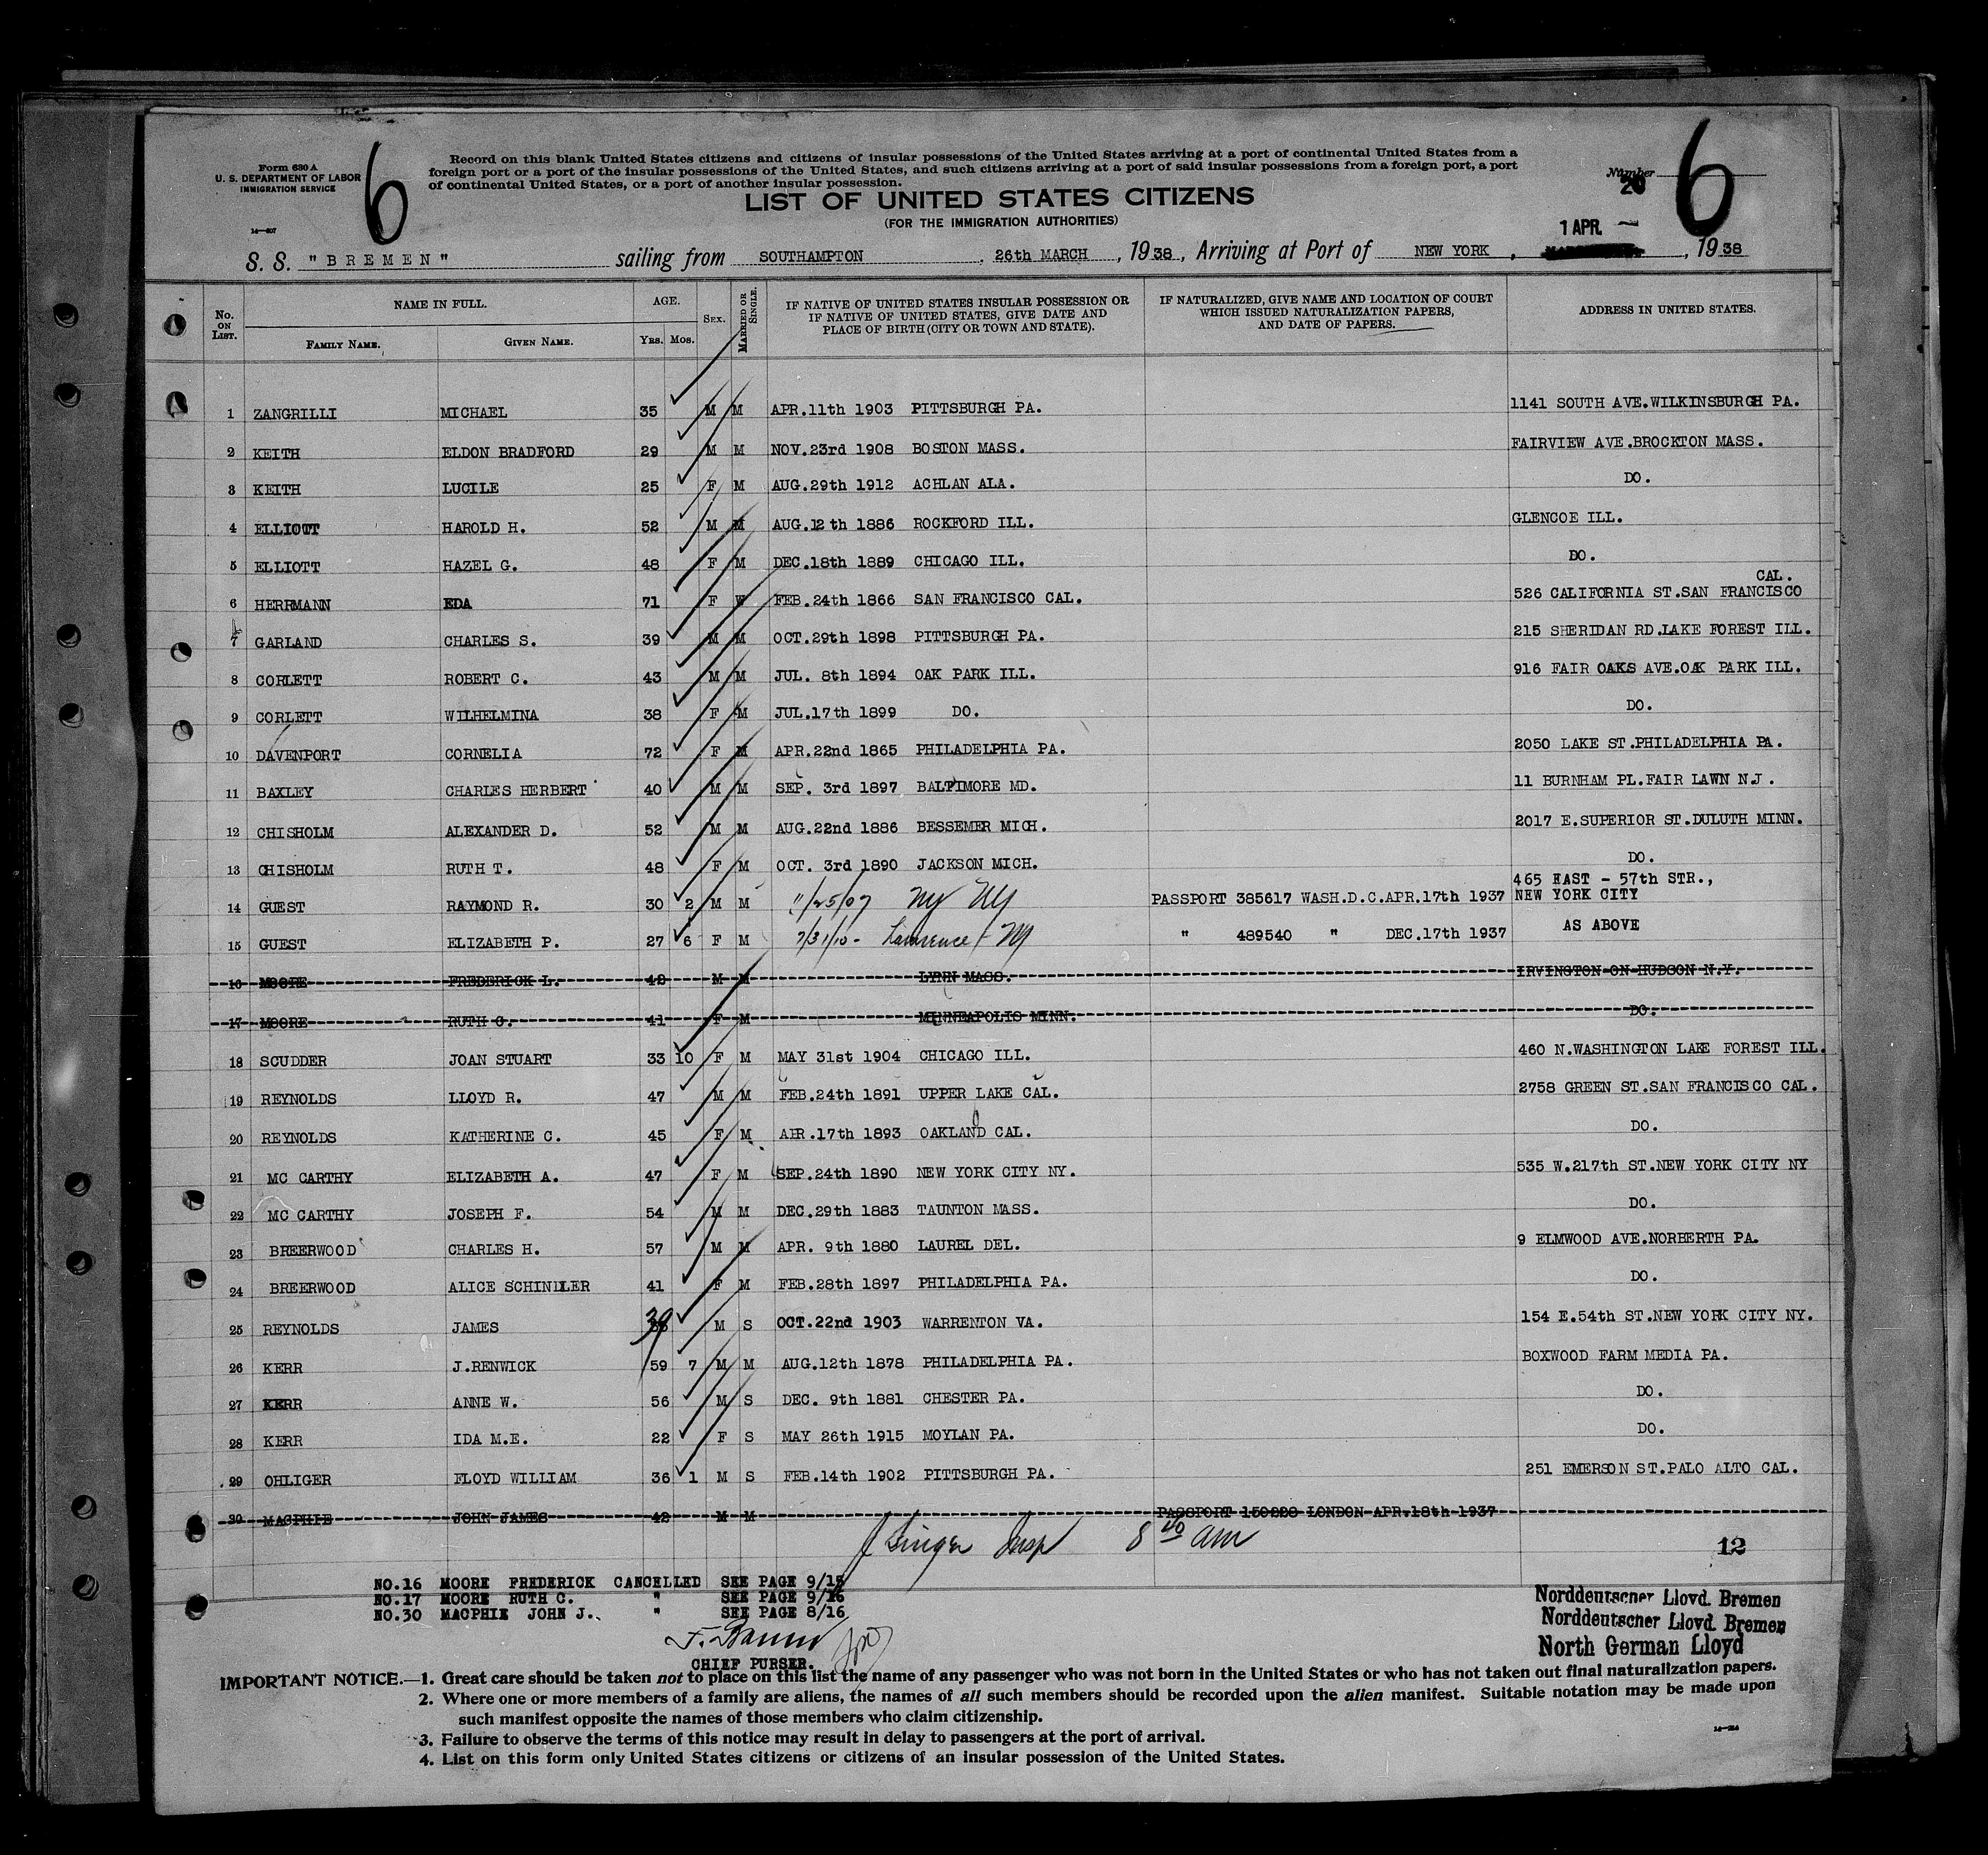 Form 630 A
U. S. DEPARTMENT OF LABOR
IMMIGRATION SERVICE
14—607
6
Record on this blank United States citizens and citizens of insular possessions of the United States arriving at a port of continental United States from a
foreign port or a port of the insular possessions of the United States, and such citizens arriving at a port of said insular possessions from a foreign port, a port
of continental United States, or a port of another insular possession.
Number
6
LIST OF UNITED STATES CITIZENS
(FOR THE IMMIGRATION AUTHORITIES)
1 APR.
S. S. "BREMEN" sailing from SOUTHAMPTON, 26th MARCH, 1938, Arriving at Port of NEW YORK, , 1938
No. ON LIST. NAME IN FULL. FAMILY NAME. GIVEN NAME. AGE. YRS. MOS. SEX. MARRIED OR SINGLE. IF NATIVE OF UNITED STATES INSULAR POSSESSION OR IF NATIVE OF UNITED STATES, GIVE DATE AND PLACE OF BIRTH (CITY OR TOWN AND STATE). IF NATURALIZED, GIVE NAME AND LOCATION OF COURT WHICH ISSUED NATURALIZATION PAPERS, AND DATE OF PAPERS. ADDRESS IN UNITED STATES.
1 ZANGRILLI MICHAEL 35 M M APR.11th 1903 PITTSBURGH PA. 1141 SOUTH AVE.WILKINSBURGH PA.
2 KEITH ELDON BRADFORD 29 M M NOV.23rd 1908 BOSTON MASS. FAIRVIEW AVE.BROCKTON MASS.
3 KEITH LUCILE 25 F M AUG.29th 1912 ACHLAN ALA. DO.
4 ELLIOTT HAROLD H. 52 M M AUG.12th 1886 ROCKFORD ILL. GLENCOE ILL.
5 ELLIOTT HAZEL G. 48 F M DEC.18th 1889 CHICAGO ILL. DO.
6 HERRMANN EDA 71 F W FEB.24th 1866 SAN FRANCISCO CAL. 526 CALIFORNIA ST.SAN FRANCISCO CAL.
7 GARLAND CHARLES S. 39 M M OCT.29th 1898 PITTSBURGH PA. 215 SHERIDAN RD.LAKE FOREST ILL.
8 CORLETT ROBERT C. 43 M M JUL. 8th 1894 OAK PARK ILL. 916 FAIR OAKS AVE.OAK PARK ILL.
9 CORLETT WILHELMINA 38 F M JUL.17th 1899 DO. DO.
10 DAVENPORT CORNELIA 72 F M APR.22nd 1865 PHILADELPHIA PA. 2050 LAKE ST.PHILADELPHIA PA.
11 BAXLEY CHARLES HERBERT 40 M M SEP. 3rd 1897 BALTIMORE MD. 11 BURNHAM PL.FAIR LAWN N.J.
12 CHISHOLM ALEXANDER D. 52 M M AUG.22nd 1886 BESSEMER MICH. 2017 E.SUPERIOR ST.DULUTH MINN.
13 CHISHOLM RUTH T. 48 F M OCT. 3rd 1890 JACKSON MICH. DO.
14 GUEST RAYMOND R. 30 2 M M 11/25/07 NY NY PASSPORT 385617 WASH.D.C.APR.17th 1937 465 EAST - 57th STR., NEW YORK CITY
15 GUEST ELIZABETH P. 27 6 F M 7/31/10 - Lawrence NY " 489540 " DEC.17th 1937 AS ABOVE
16 MOORE FREDERICK L. 42 M M LYNN MASS. IRVINGTON-ON-HUDSON N.Y.
17 MOORE RUTH C. 41 F M MINNEAPOLIS MINN. DO.
18 SCUDDER JOAN STUART 33 10 F M MAY 31st 1904 CHICAGO ILL. 460 N.WASHINGTON LAKE FOREST ILL.
19 REYNOLDS LLOYD R. 47 M M FEB.24th 1891 UPPER LAKE CAL. 2758 GREEN ST.SAN FRANCISCO CAL.
20 REYNOLDS KATHERINE C. 45 F M APR.17th 1893 OAKLAND CAL. DO.
21 MC CARTHY ELIZABETH A. 47 F M SEP.24th 1890 NEW YORK CITY NY. 535 W.217th ST.NEW YORK CITY NY
22 MC CARTHY JOSEPH F. 54 M M DEC.29th 1883 TAUNTON MASS. DO.
23 BREERWOOD CHARLES H. 57 M M APR. 9th 1880 LAUREL DEL. 9 ELMWOOD AVE.NORBERTH PA.
24 BREERWOOD ALICE SCHINDLER 41 F M FEB.28th 1897 PHILADELPHIA PA. DO.
25 REYNOLDS JAMES 39 M S OCT.22nd 1903 WARRENTON VA. 154 E.54th ST.NEW YORK CITY NY.
26 KERR J.RENWICK 59 7 M M AUG.12th 1878 PHILADELPHIA PA. BOXWOOD FARM MEDIA PA.
27 KERR ANNE W. 56 M S DEC. 9th 1881 CHESTER PA. DO.
28 KERR IDA M.E. 22 F S MAY 26th 1915 MOYLAN PA. DO.
29 OHLIGER FLOYD WILLIAM 36 1 M S FEB.14th 1902 PITTSBURGH PA. 251 EMERSON ST.PALO ALTO CAL.
30 MACPHIE JOHN JAMES 42 M M PASSPORT 150228 LONDON APR.18th 1937
Singer Insp 8 am
12
NO.16 MOORE FREDERICK CANCELLED SEE PAGE 9/15
NO.17 MOORE RUTH C. " SEE PAGE 9/16
NO.30 MACPHIE JOHN J. " SEE PAGE 8/16
CHIEF PURSER.
Norddeutscher Lloyd Bremen
Norddeutscher Lloyd Bremen
North German Lloyd
IMPORTANT NOTICE.—1. Great care should be taken not to place on this list the name of any passenger who was not born in the United States or who has not taken out final naturalization papers.
2. Where one or more members of a family are aliens, the names of all such members should be recorded upon the alien manifest. Suitable notation may be made upon
such manifest opposite the names of those members who claim citizenship.
3. Failure to observe the terms of this notice may result in delay to passengers at the port of arrival.
4. List on this form only United States citizens or citizens of an insular possession of the United States.